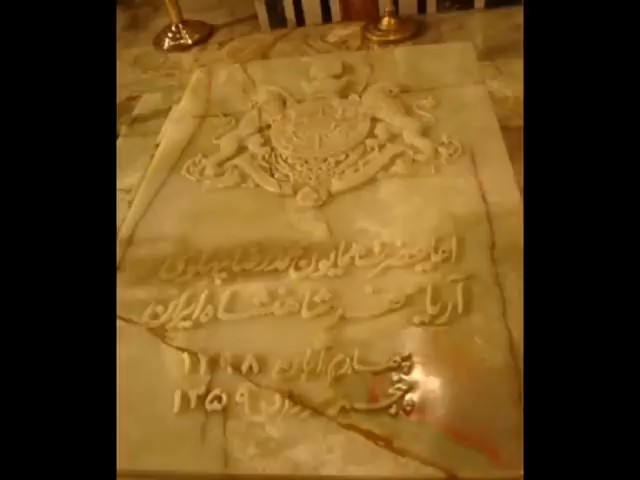 اعلیحضرت همایون محمدرضا پهلوی
آریامهر شاهنشاه ایران
چهارم آبان ۱۲۹۸
پنجم مرداد ۱۳۵۹